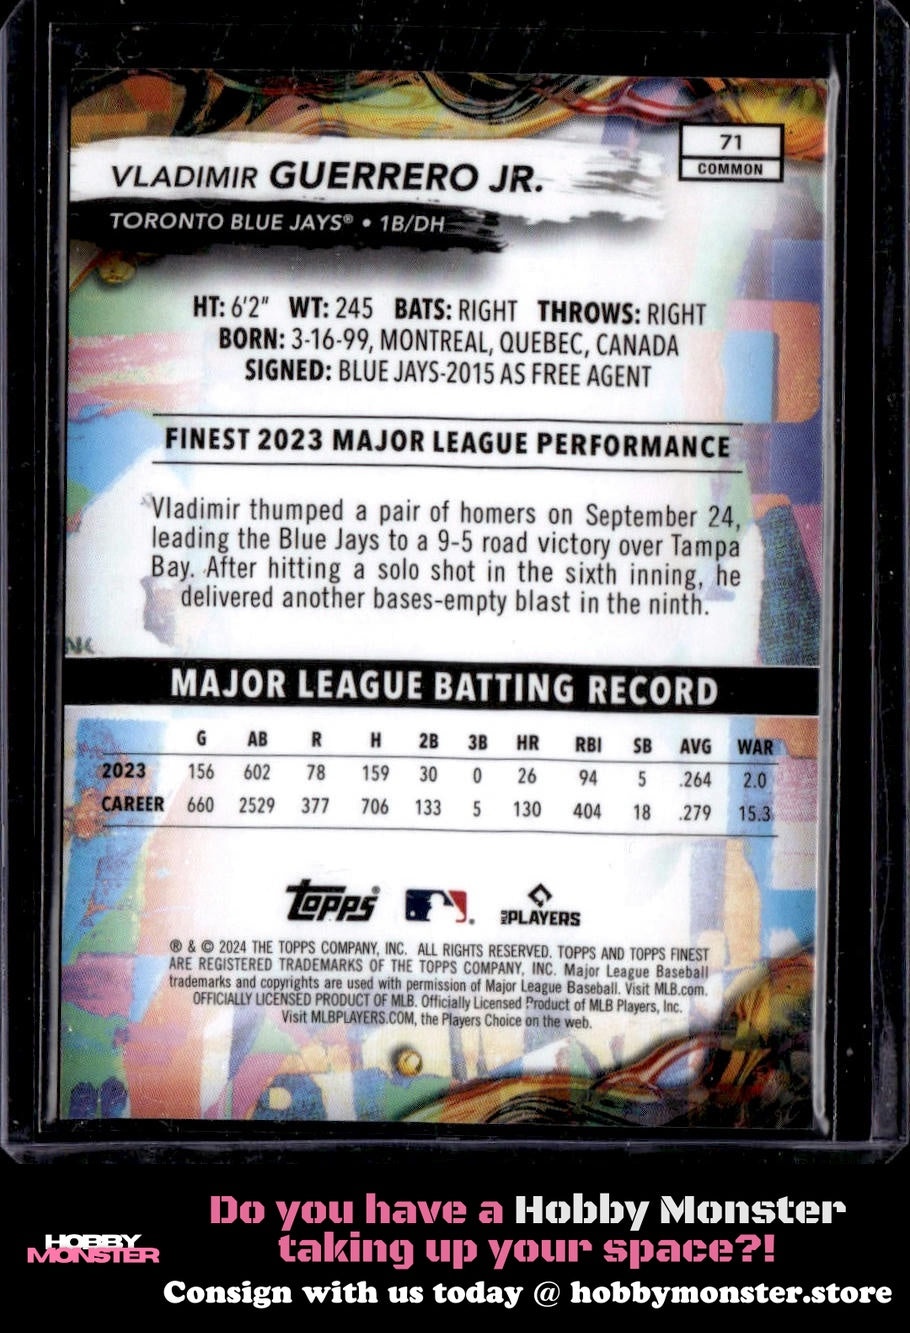 71
COMMON
VLADIMIR GUERRERO JR.
TORONTO BLUE JAYS® • 1B/DH
HT: 6'2" WT: 245 BATS: RIGHT THROWS: RIGHT
BORN: 3-16-99, MONTREAL, QUEBEC, CANADA
SIGNED: BLUE JAYS-2015 AS FREE AGENT
FINEST 2023 MAJOR LEAGUE PERFORMANCE
Vladimir thumped a pair of homers on September 24,
leading the Blue Jays to a 9-5 road victory over Tampa
Bay. After hitting a solo shot in the sixth inning, he
delivered another bases-empty blast in the ninth.
MAJOR LEAGUE BATTING RECORD
G AB R H 2B 3B HR RBI SB AVG WAR
2023 156 602 78 159 30 0 26 94 5 .264 2.0
CAREER 660 2529 377 706 133 5 130 404 18 .279 15.3
Topps® MLB PLAYERS
® & © 2024 THE TOPPS COMPANY, INC. ALL RIGHTS RESERVED. TOPPS AND TOPPS FINEST
ARE REGISTERED TRADEMARKS OF THE TOPPS COMPANY, INC. Major League Baseball
trademarks and copyrights are used with permission of Major League Baseball. Visit MLB.com.
OFFICIALLY LICENSED PRODUCT OF MLB. Officially Licensed Product of MLB Players, Inc.
Visit MLBPLAYERS.COM, the Players Choice on the web.
Do you have a Hobby Monster
taking up your space?!
HOBBY
MONSTER
Consign with us today @ hobbymonster.store